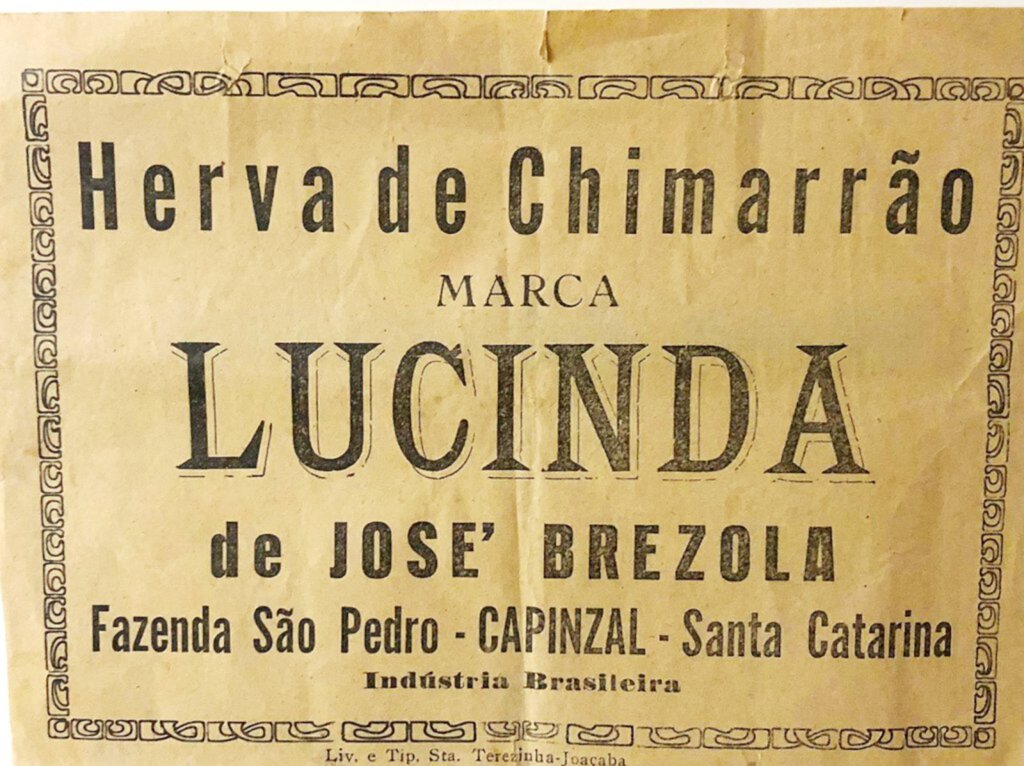 Herva de Chimarrão
MARCA
LUCINDA
de JOSE' BREZOLA
Fazenda São Pedro - CAPINZAL - Santa Catarina
Indústria Brasileira
Liv. e Tip. Sta. Terezinha-Joaçaba